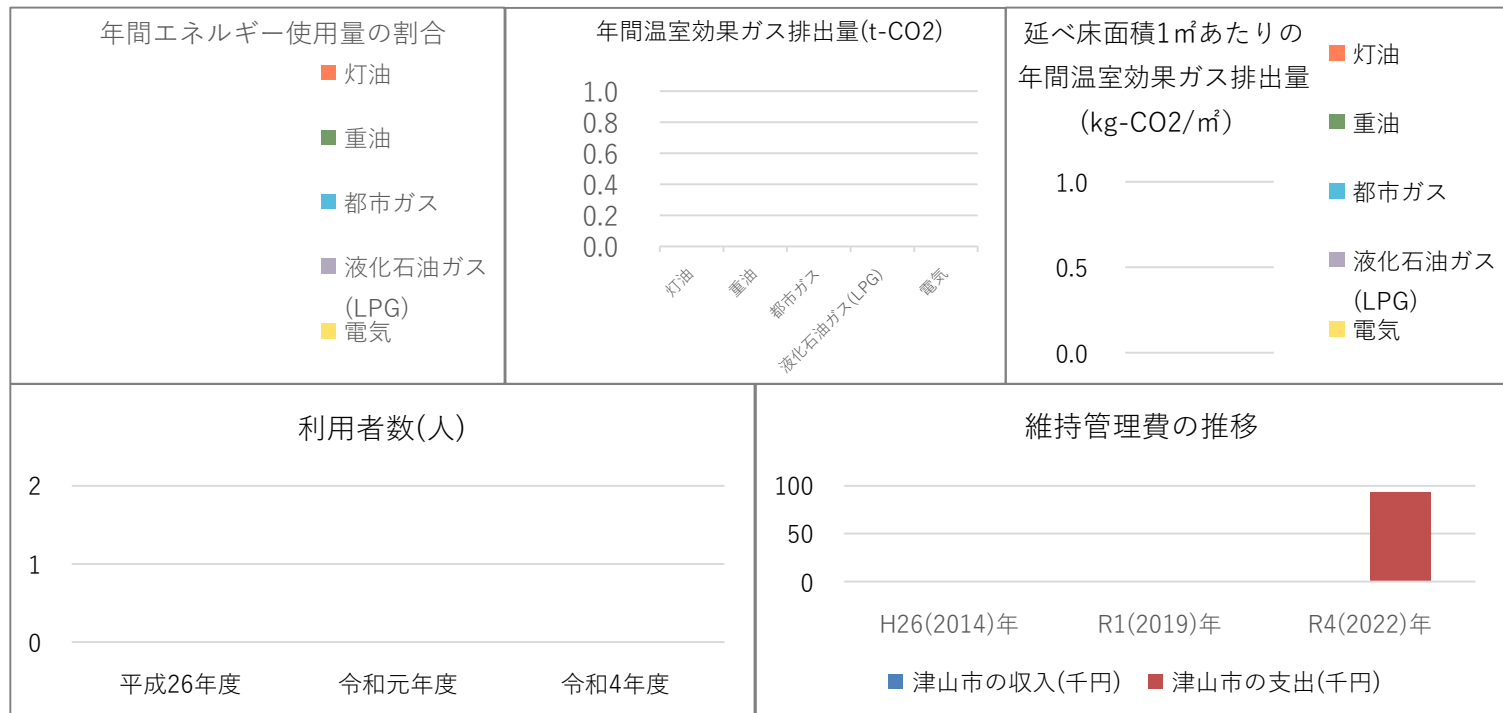 年間エネルギー使用量の割合
灯油
重油
都市ガス
液化石油ガス
(LPG)
電気
年間温室効果ガス排出量(t-CO2)
1.0
0.8
0.6
0.4
0.2
0.0
灯油
重油
都市ガス
液化石油ガス(LPG)
電気
延べ床面積1㎡あたりの
年間温室効果ガス排出量
(kg-CO2/㎡)
1.0
0.5
0.0
灯油
重油
都市ガス
液化石油ガス
(LPG)
電気
利用者数(人)
2
1
0
平成26年度 令和元年度 令和4年度
維持管理費の推移
100
50
0
H26(2014)年 R1(2019)年 R4(2022)年
津山市の収入(千円) 津山市の支出(千円)